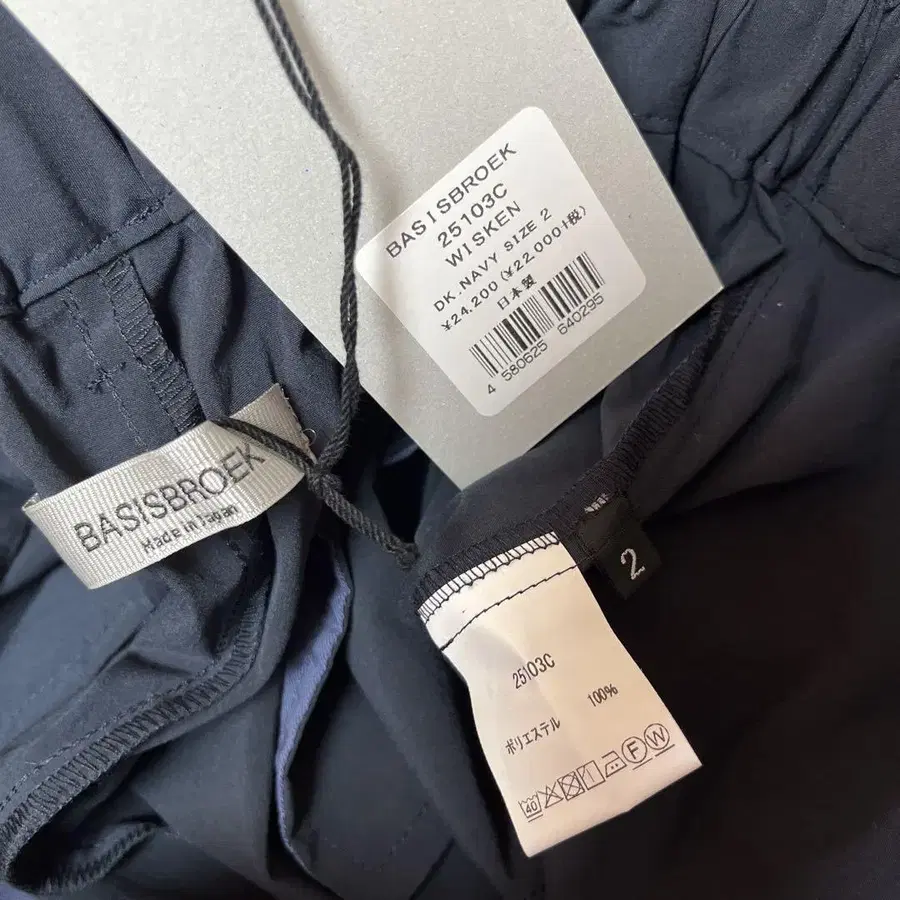 BASISBROEK
25103C
WISKEN
DK.NAVY SIZE 2
¥24,200(¥22,000+税)
日本製
4 580625 640295
BASISBROEK
Made in Japan
2
25103C
ポリエステル 100%
40
F W